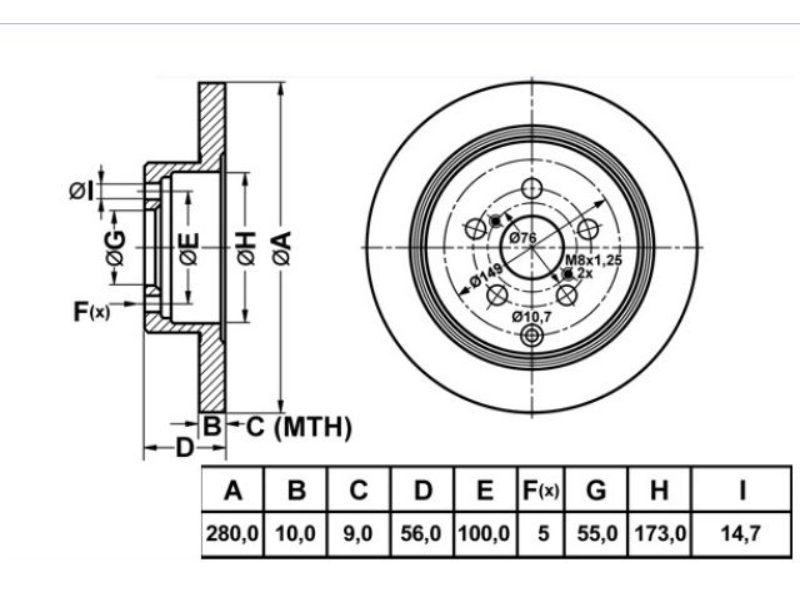 ØI
ØG
ØE
ØH
ØA
F(x)
B
C (MTH)
D
Ø76
Ø149
M8x1,25
2x
Ø10,7
A B C D E F(x) G H I
280,0 10,0 9,0 56,0 100,0 5 55,0 173,0 14,7